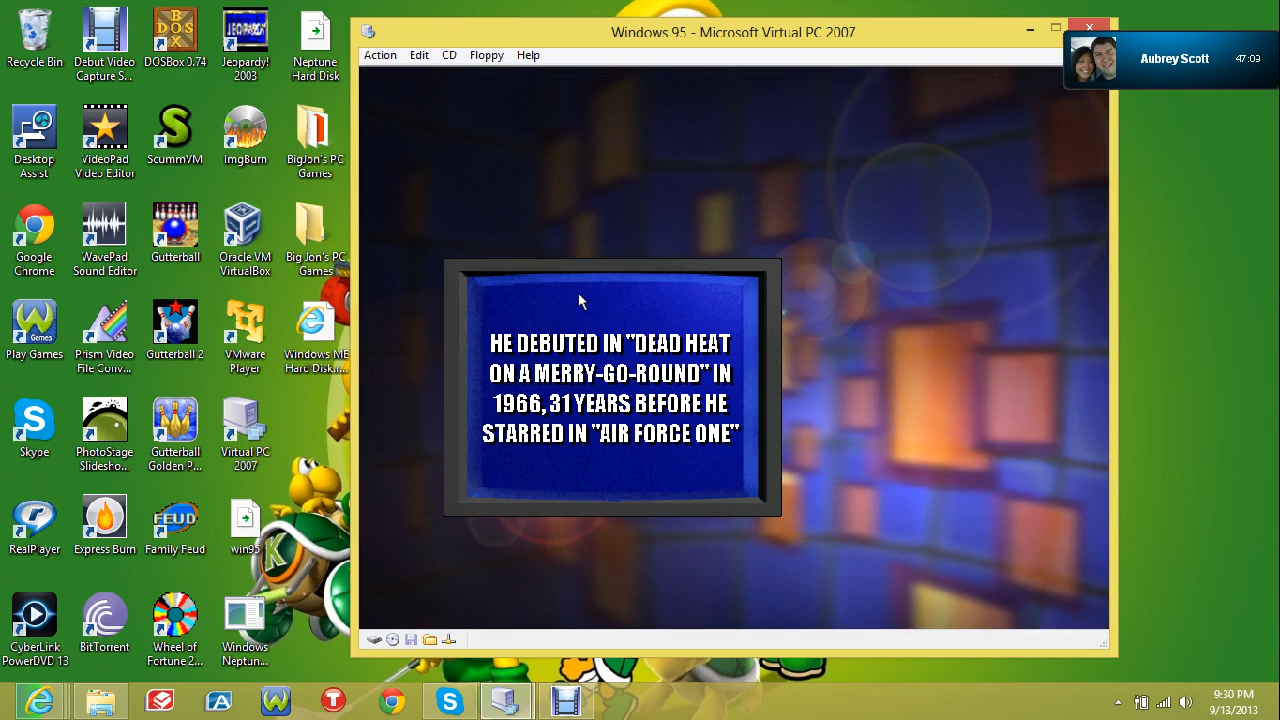 Windows 95 - Microsoft Virtual PC 2007
Action Edit CD Floppy Help
Aubrey Scott 47:03
HE DEBUTED IN "DEAD HEAT
ON A MERRY-GO-ROUND" IN
1966, 31 YEARS BEFORE HE
STARRED IN "AIR FORCE ONE"
Recycle Bin
Debut Video
Capture S...
DOSBox 0.74
JEOPARDY!
Jeopardy!
2003
Neptune
Hard Disk
Desktop
Assist
VideoPad
Video Editor
ScummVM
ImgBurn
BigJon's PC
Games
Google
Chrome
WavePad
Sound Editor
Gutterball
Oracle VM
VirtualBox
Big Jon's PC
Games
Play Games
Prism Video
File Conv...
Gutterball 2
VMware
Player
Windows ME
Hard Disk...
Skype
PhotoStage
Slidesho...
Gutterball
Golden P...
Virtual PC
2007
RealPlayer
Express Burn
FEUD
Family Feud
win95
CyberLink
PowerDVD 13
BitTorrent
Wheel of
Fortune 2...
Windows
Neptun...
9:30 PM
9/13/2013